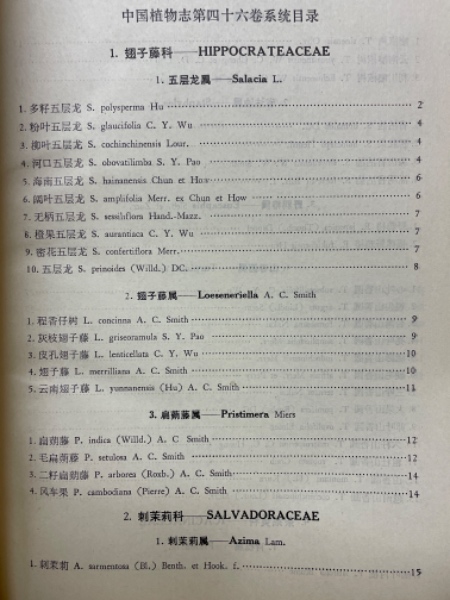 中国植物志第四十六卷系统目录
1. 翅子藤科——HIPPOCRATEACEAE
1. 五层龙属——Salacia L.
1. 多籽五层龙 S. polysperma Hu 2
2. 粉叶五层龙 S. glaucifolia C. Y. Wu 4
3. 柳叶五层龙 S. cochinchinensis Lour. 4
4. 河口五层龙 S. obovatilimba S. Y. Pao 4
5. 海南五层龙 S. hainanensis Chun et How 6
6. 阔叶五层龙 S. amplifolia Merr. ex Chun et How 6
7. 无柄五层龙 S. sessiliflora Hand.-Mazz. 7
8. 橙果五层龙 S. aurantiaca C. Y. Wu 7
9. 密花五层龙 S. confertiflora Merr. 7
10. 五层龙 S. prinoides (Willd.) DC. 8
2. 翅子藤属——Loeseneriella A. C. Smith
1. 程香仔树 L. concinna A. C. Smith 9
2. 灰枝翅子藤 L. griseoramula S. Y. Pao 9
3. 皮孔翅子藤 L. lenticellata C. Y. Wu 10
4. 翅子藤 L. merrilliana A. C. Smith 10
5. 云南翅子藤 L. yunnanensis (Hu) A. C. Smith 11
3. 扁蒴藤属——Pristimera Miers
1. 扁蒴藤 P. indica (Willd.) A. C Smith 12
2. 毛扁蒴藤 P. setulosa A. C. Smith 12
3. 二籽扁蒴藤 P. arborea (Roxb.) A. C. Smith 14
4. 风车果 P. cambodiana (Pierre) A. C. Smith 14
2. 刺茉莉科——SALVADORACEAE
1. 刺茉莉属——Azima Lam.
1. 刺茉莉 A. sarmentosa (Bl.) Benth. et Hook. f. 15